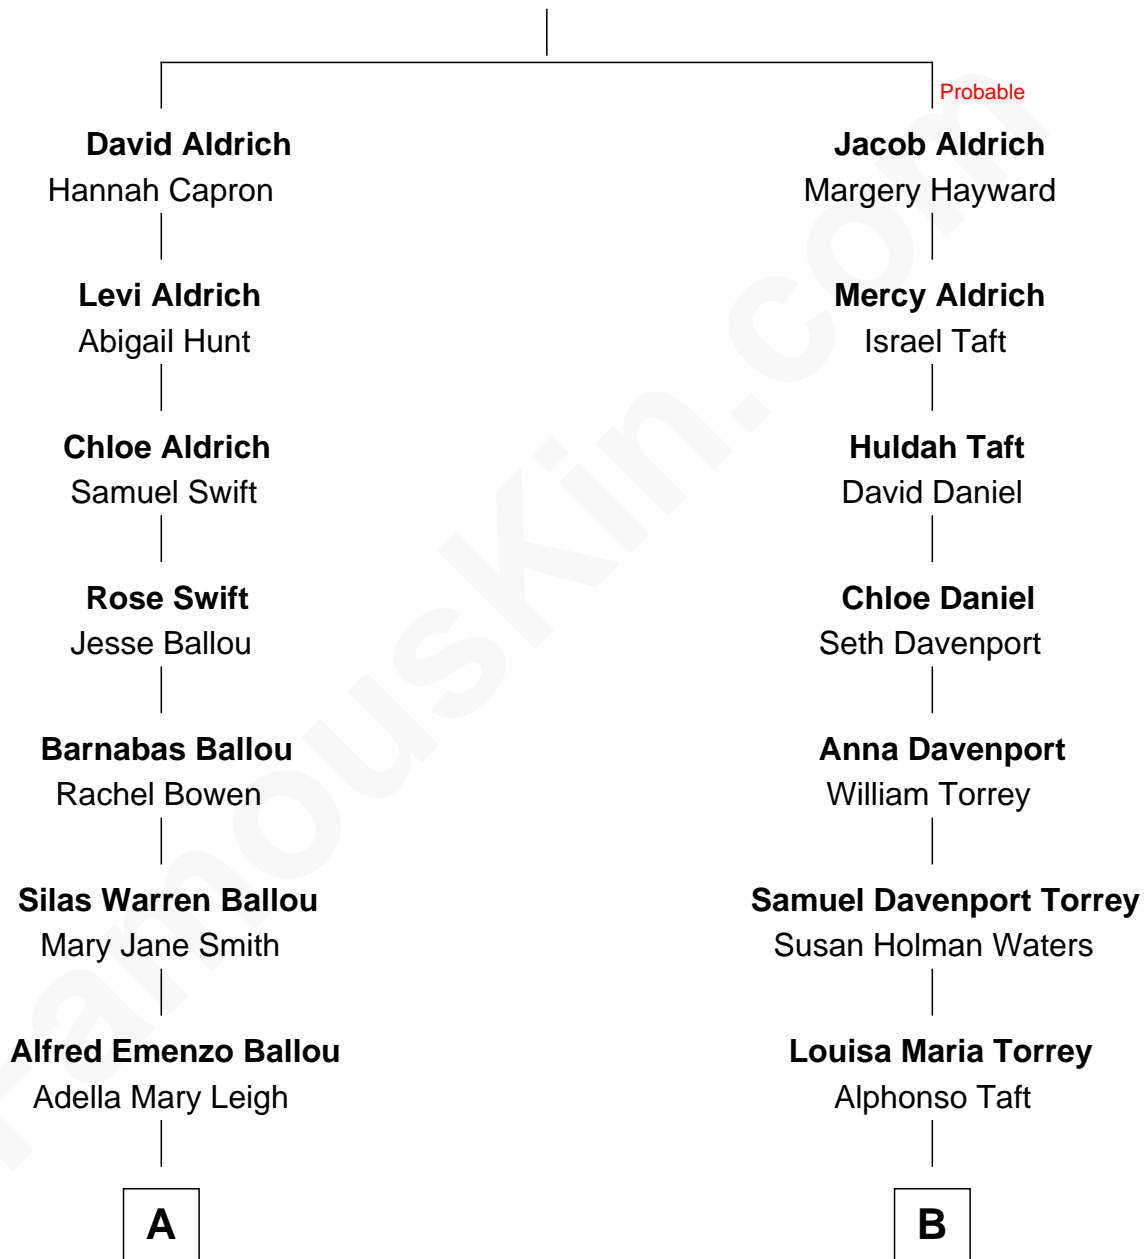 Probable
David Aldrich
Hannah Capron
Jacob Aldrich
Margery Hayward
Levi Aldrich
Abigail Hunt
Mercy Aldrich
Israel Taft
Chloe Aldrich
Samuel Swift
Huldah Taft
David Daniel
Rose Swift
Jesse Ballou
Chloe Daniel
Seth Davenport
Barnabas Ballou
Rachel Bowen
Anna Davenport
William Torrey
Silas Warren Ballou
Mary Jane Smith
Samuel Davenport Torrey
Susan Holman Waters
Alfred Emenzo Ballou
Adella Mary Leigh
Louisa Maria Torrey
Alphonso Taft
A
B
FamousKin.com